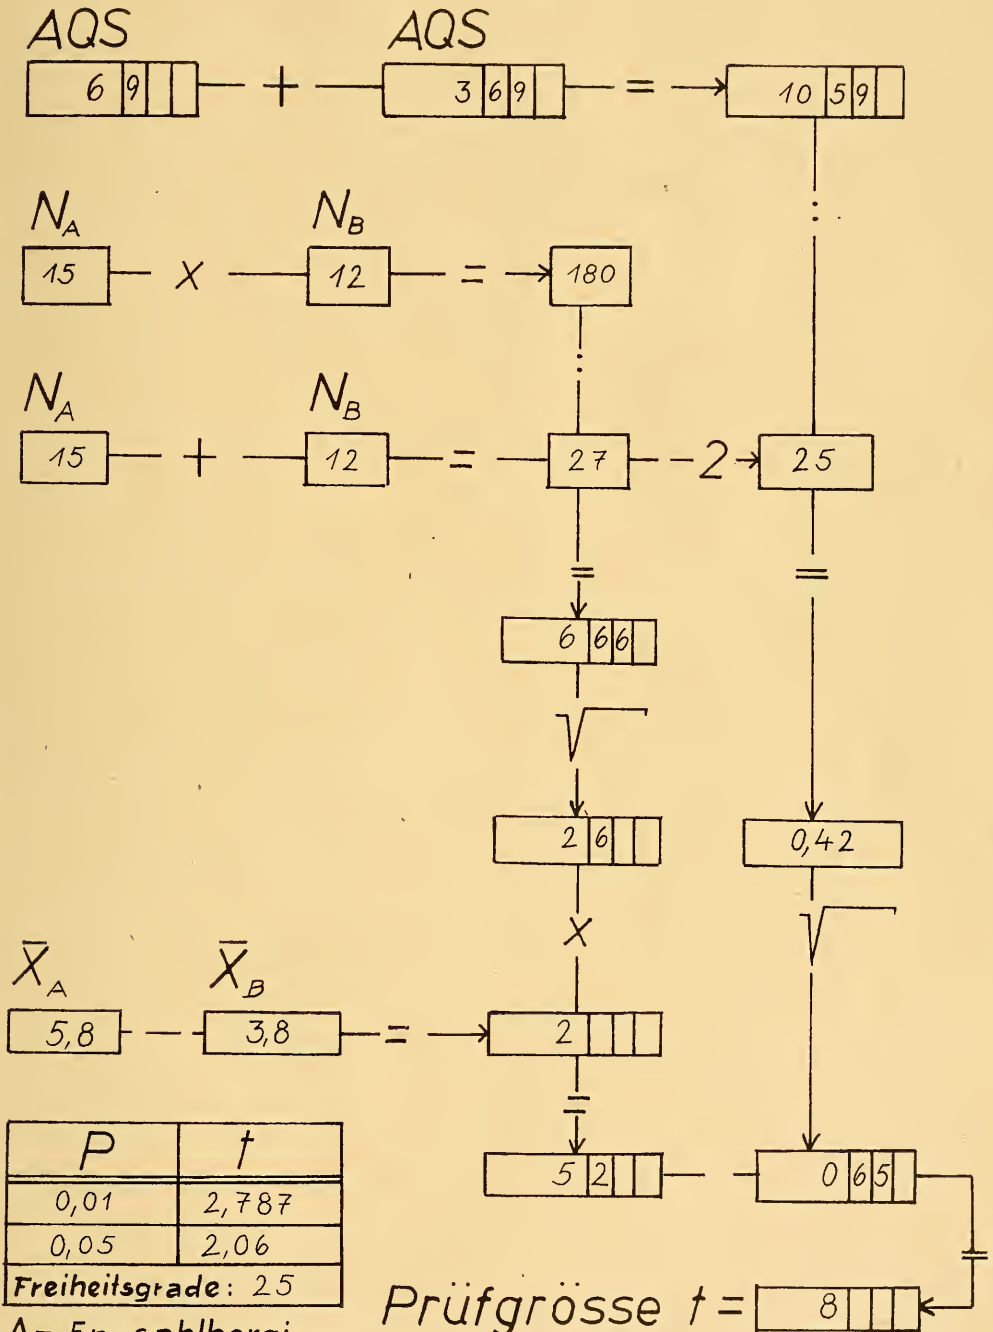 AQS AQS
6 9 + 3 6 9 = 10 5 9
:
N_A N_B
15 X 12 = 180
:
N_A N_B
15 + 12 = 27 -2 25
= =
6 6 6
√
2 6 0,42
X √
X̄_A X̄_B
5,8 — 3,8 = 2
=
5 2 — 0 6 5
P t
0,01 2,787
0,05 2,06
Freiheitsgrade: 25
=
Prüfgrösse t = 8